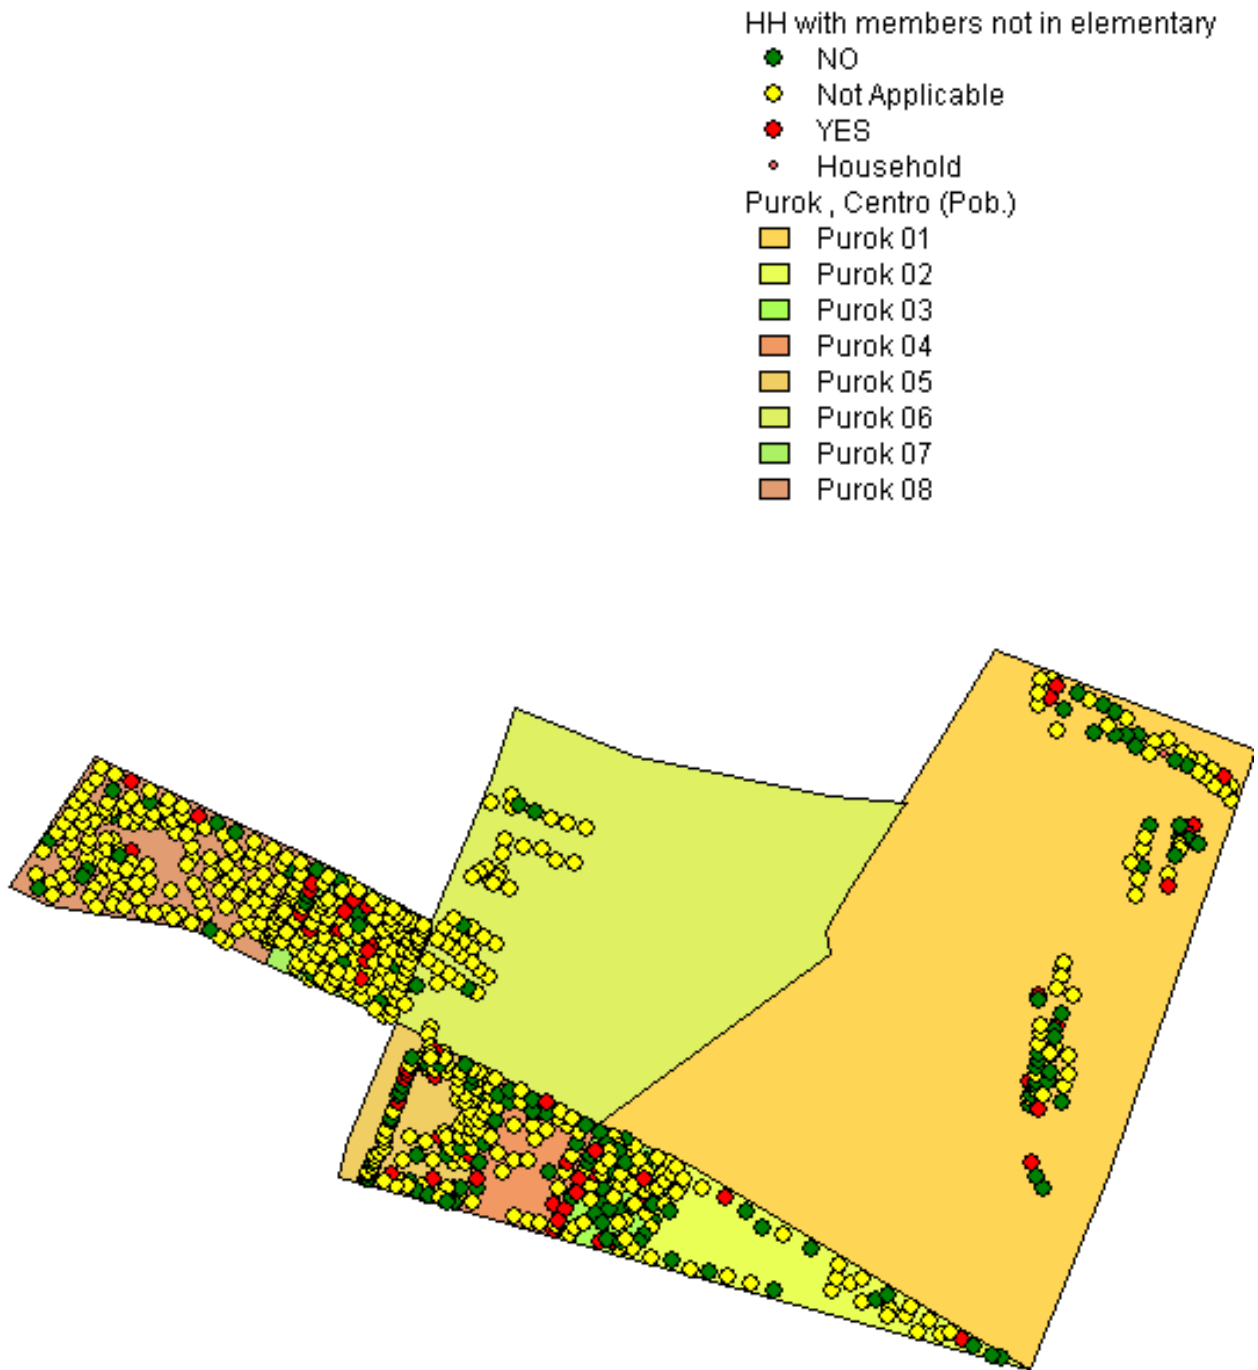 HH with members not in elementary
NO
Not Applicable
YES
Household
Purok , Centro (Pob.)
Purok 01
Purok 02
Purok 03
Purok 04
Purok 05
Purok 06
Purok 07
Purok 08